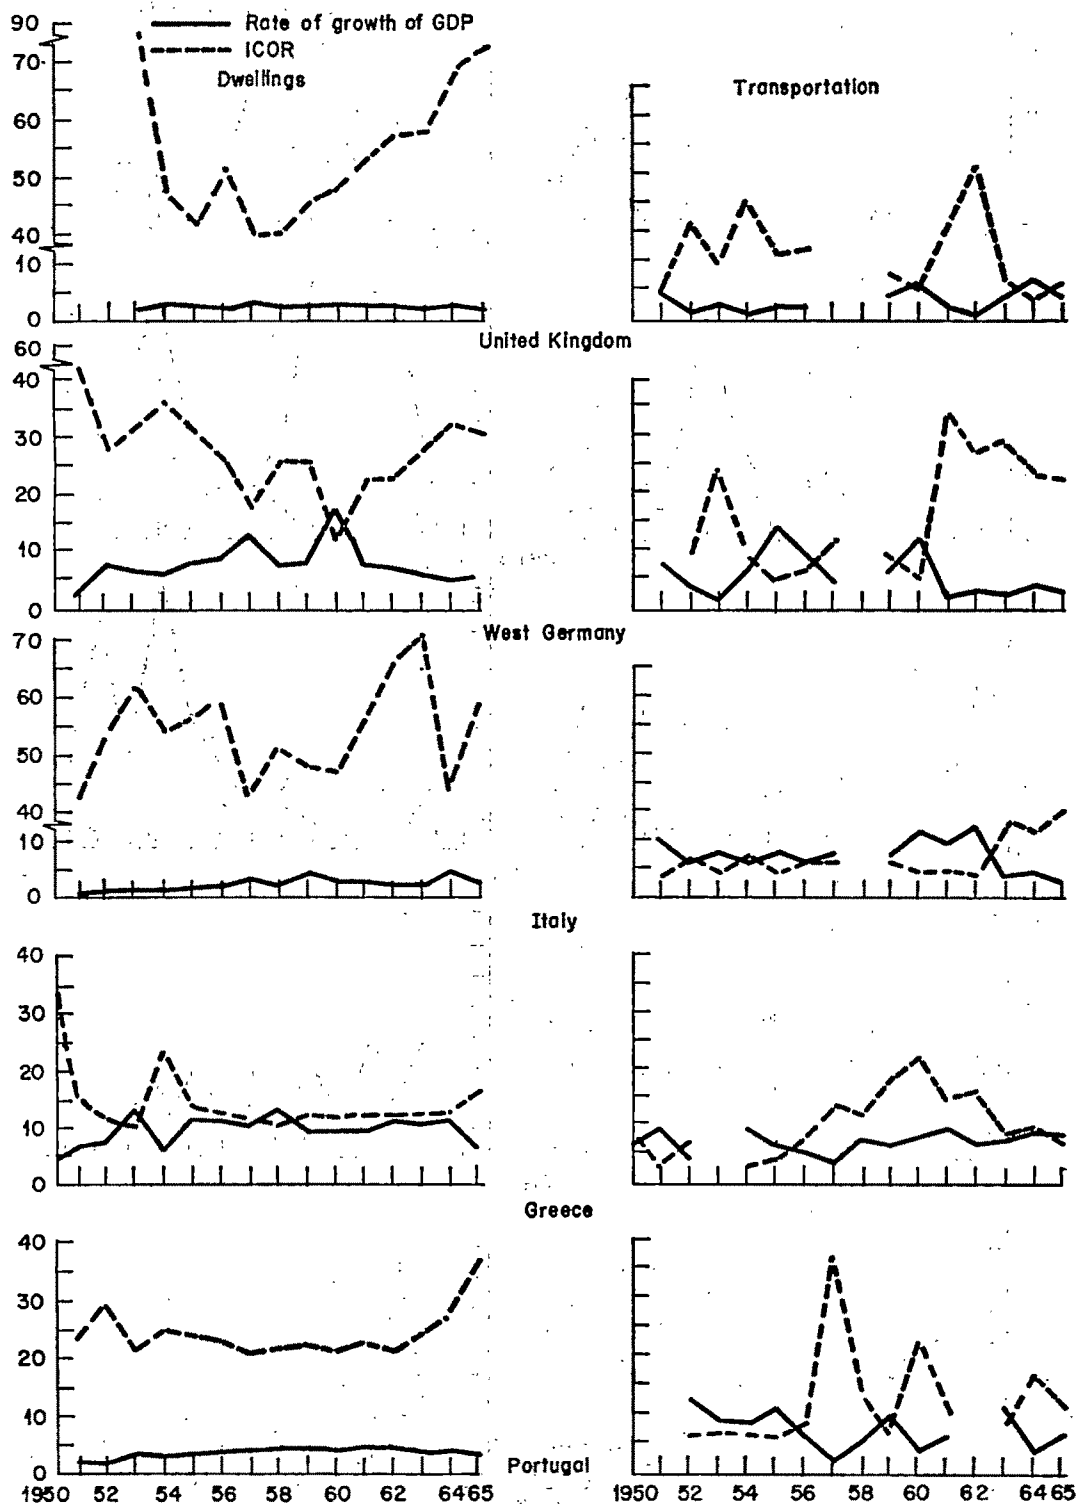 Rate of growth of GDP
ICOR
Dwellings
Transportation
90
70
60
50
40
10
0
United Kingdom
60
40
30
20
10
0
West Germany
70
60
50
40
10
0
Italy
40
30
20
10
0
Greece
40
30
20
10
0
Portugal
1950 52 54 56 58 60 62 64 65
1950 52 54 56 58 60 62 64 65